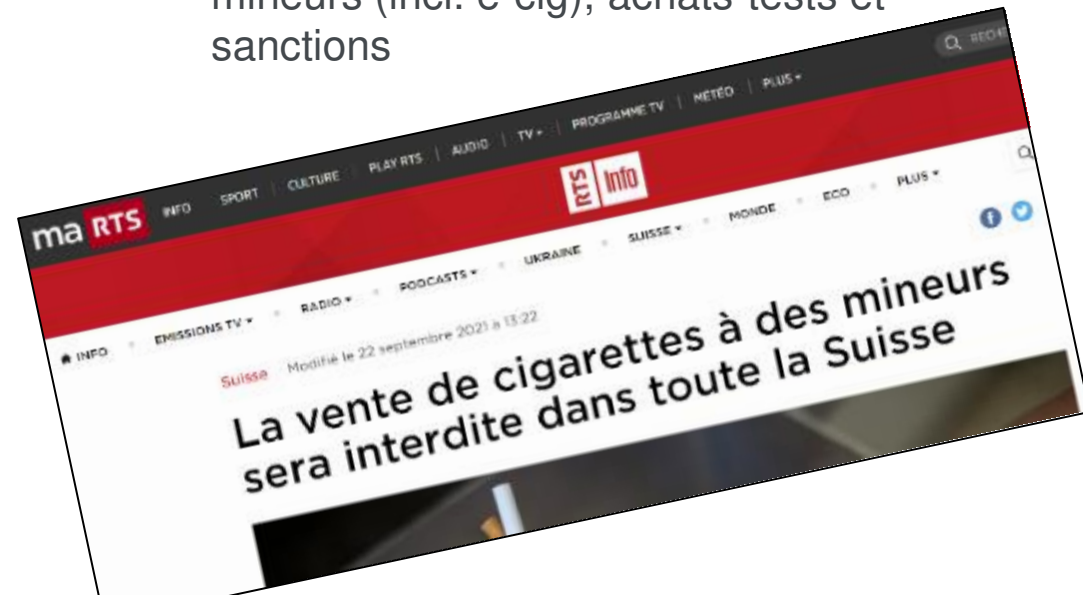 mineurs (incl. e-cig), achats-tests et
sanctions
ma RTS INFO SPORT CULTURE PLAY RTS AUDIO TV PROGRAMME TV MÉTÉO PLUS
RTS Info
INFO EMISSIONS TV RADIO PODCASTS UKRAINE SUISSE MONDE ECO PLUS
Suisse Modifié le 22 septembre 2021 à 13:22
La vente de cigarettes à des mineurs
sera interdite dans toute la Suisse